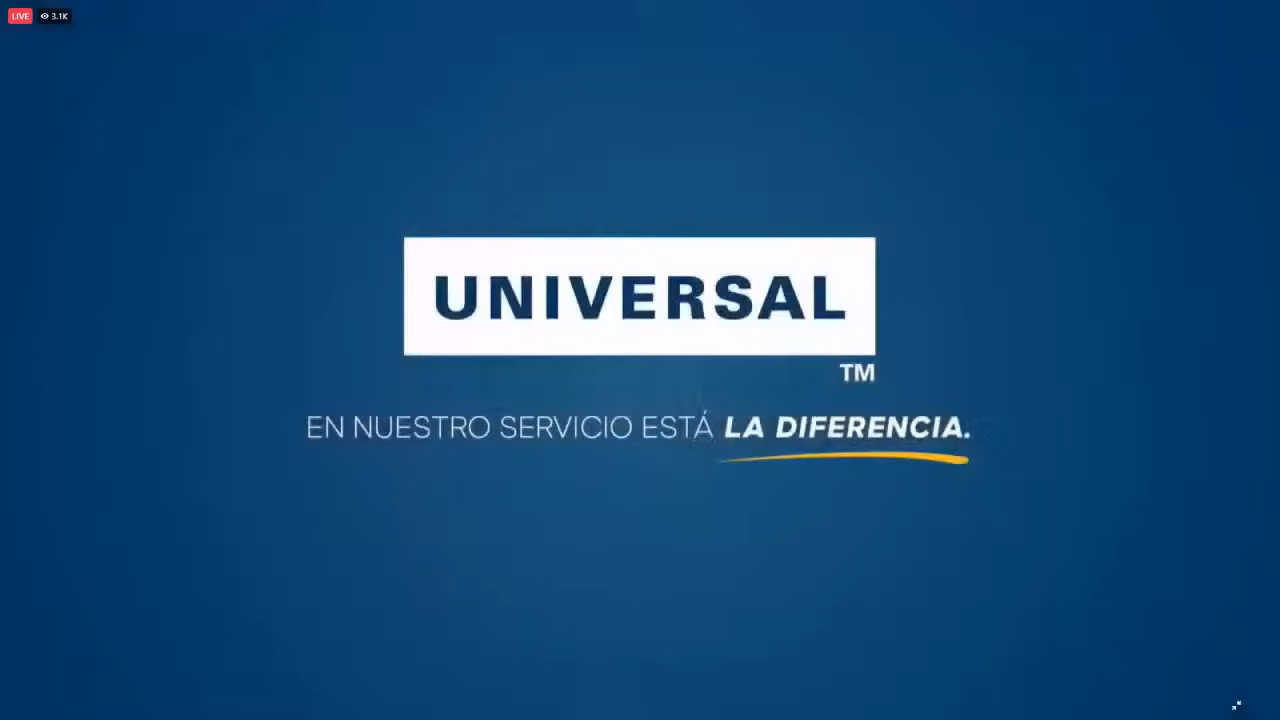 LIVE 3.1K
UNIVERSAL
TM
EN NUESTRO SERVICIO ESTÁ LA DIFERENCIA.